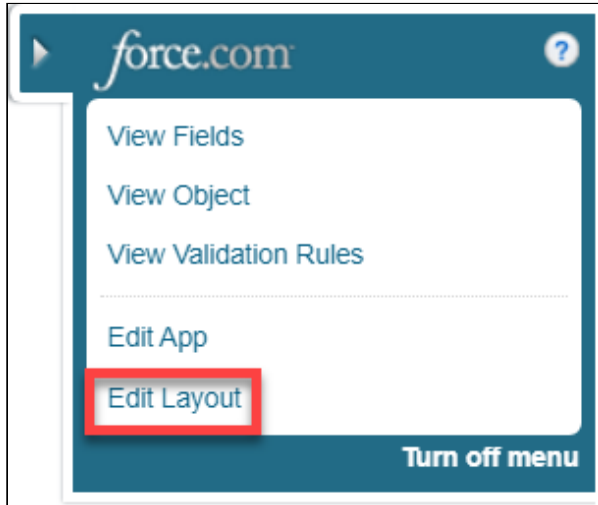 force.com ?
View Fields
View Object
View Validation Rules
Edit App
Edit Layout
Turn off menu